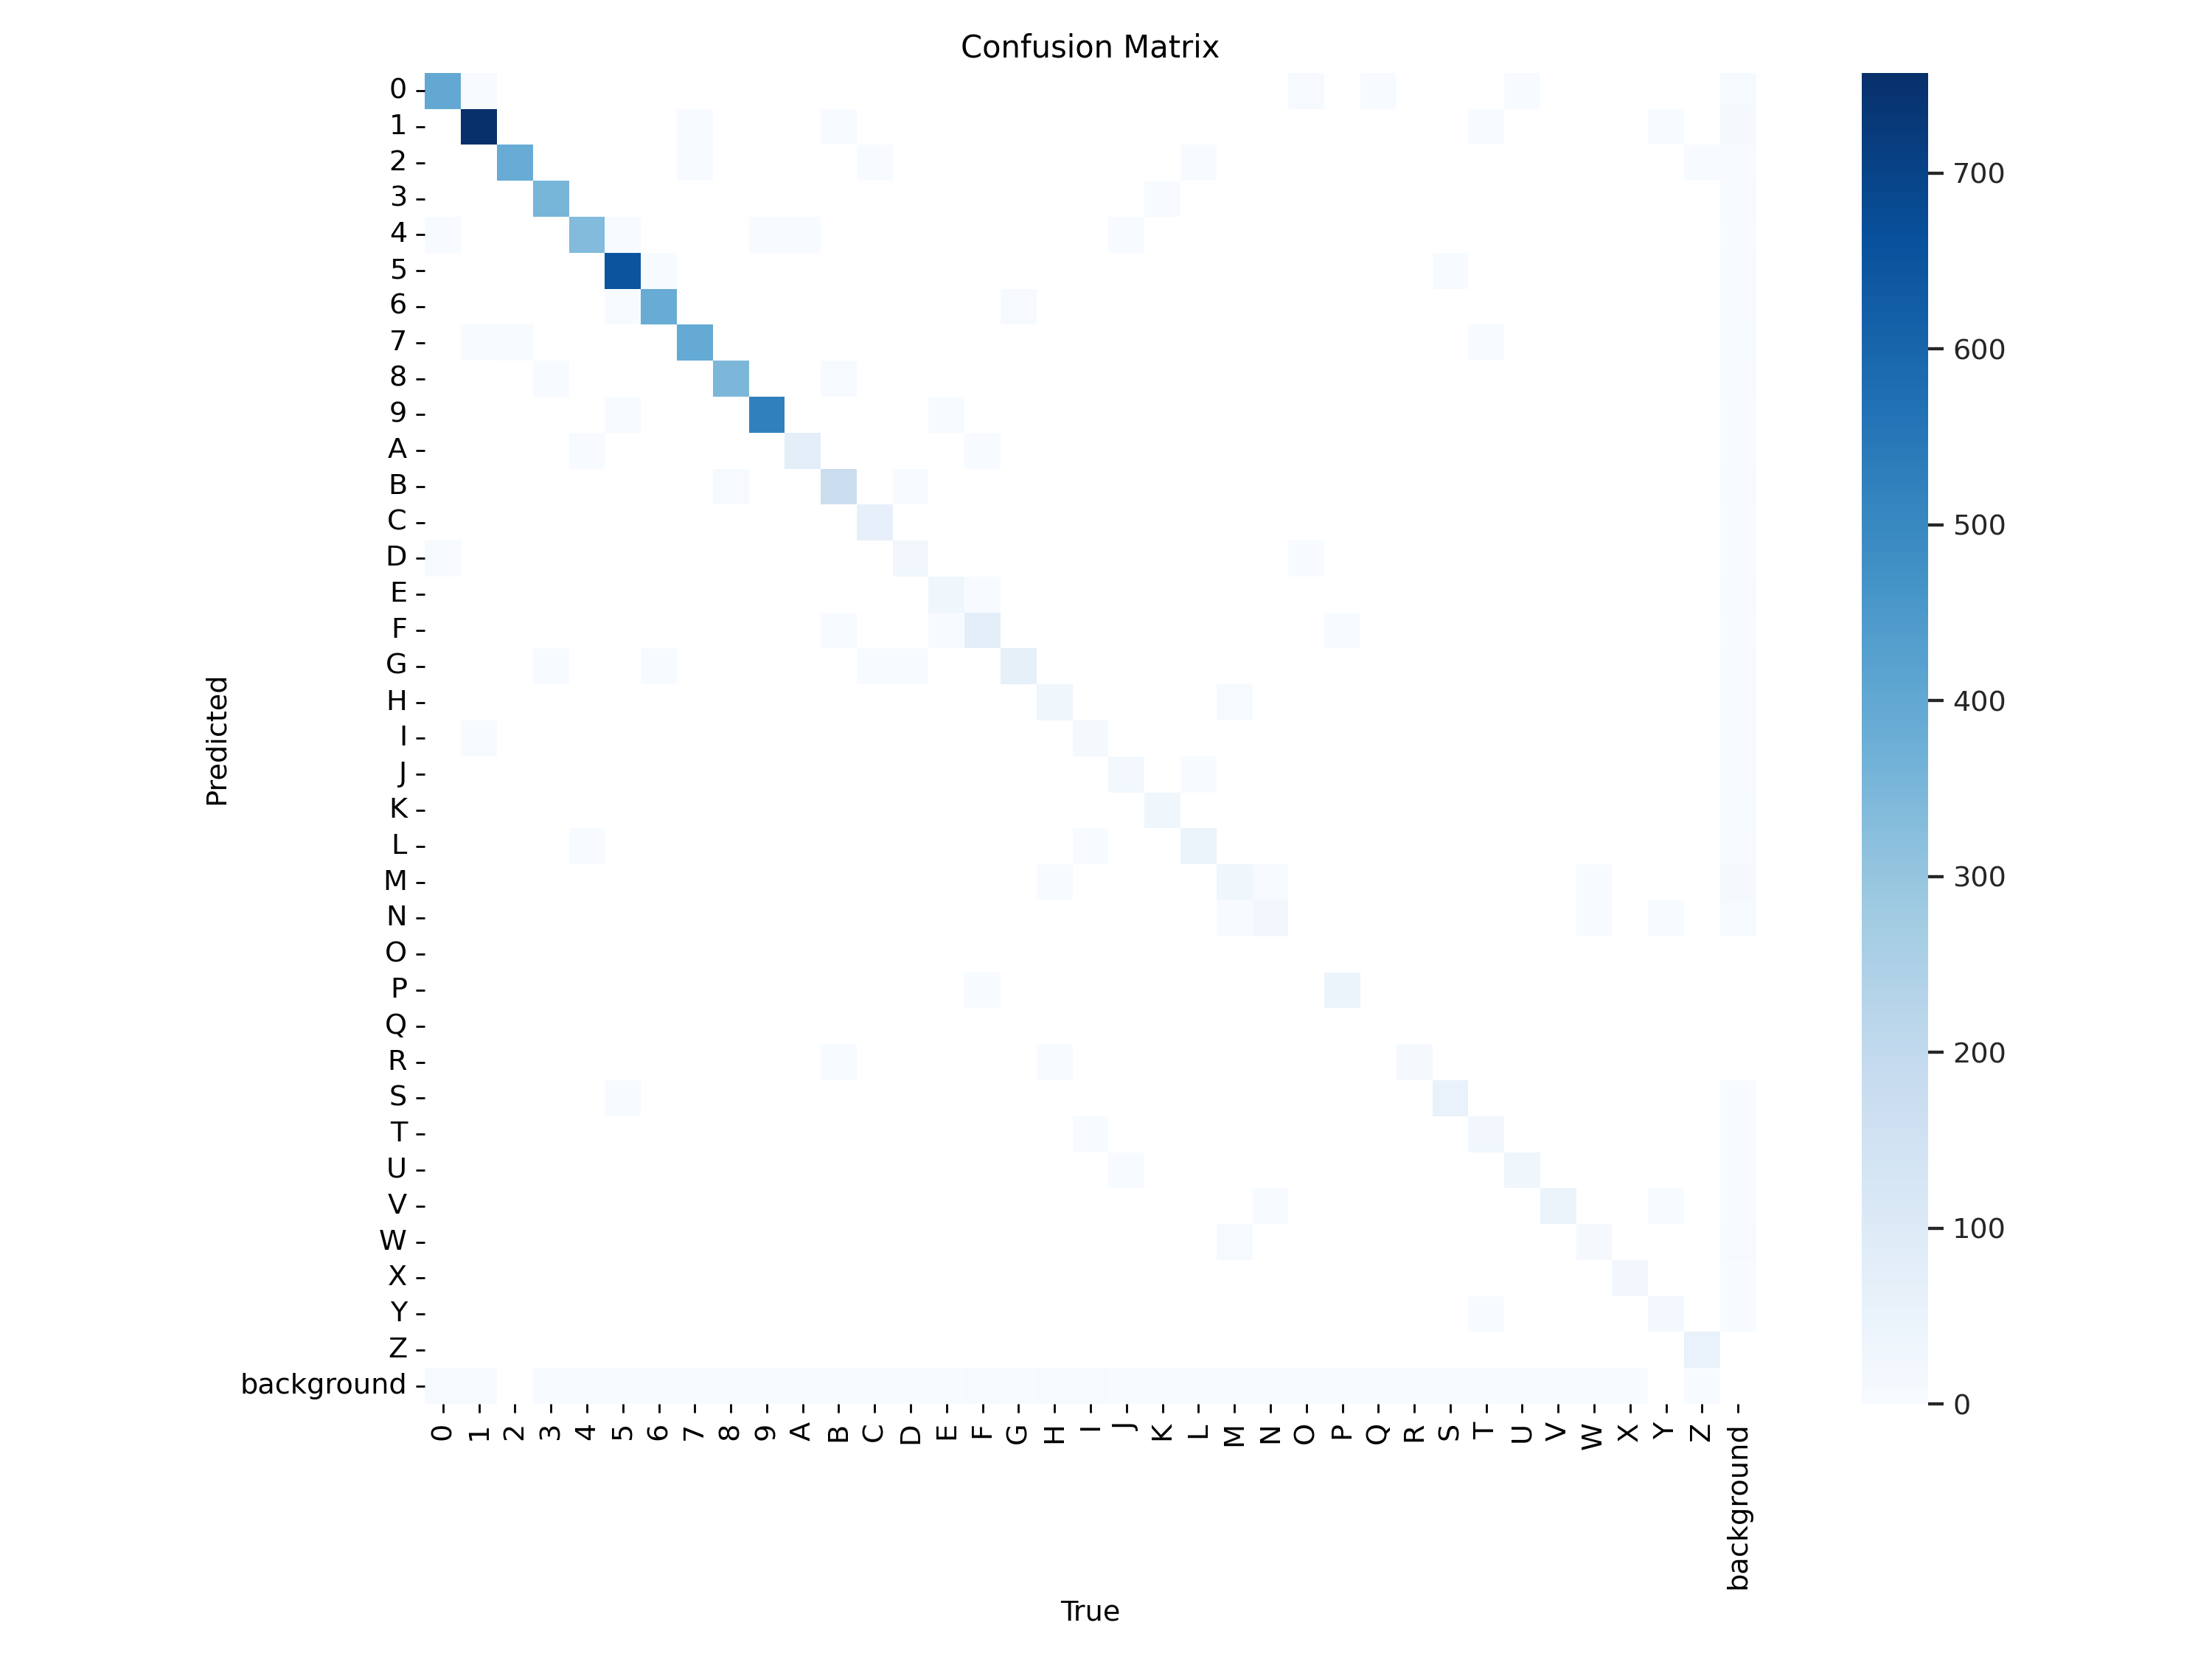 Confusion Matrix
0
1
2
3
4
5
6
7
8
9
A
B
C
D
E
F
G
H
I
J
K
L
M
N
O
P
Q
R
S
T
U
V
W
X
Y
Z
background
Predicted
0 1 2 3 4 5 6 7 8 9 A B C D E F G H I J K L M N O P Q R S T U V W X Y Z background
True
700
600
500
400
300
200
100
0